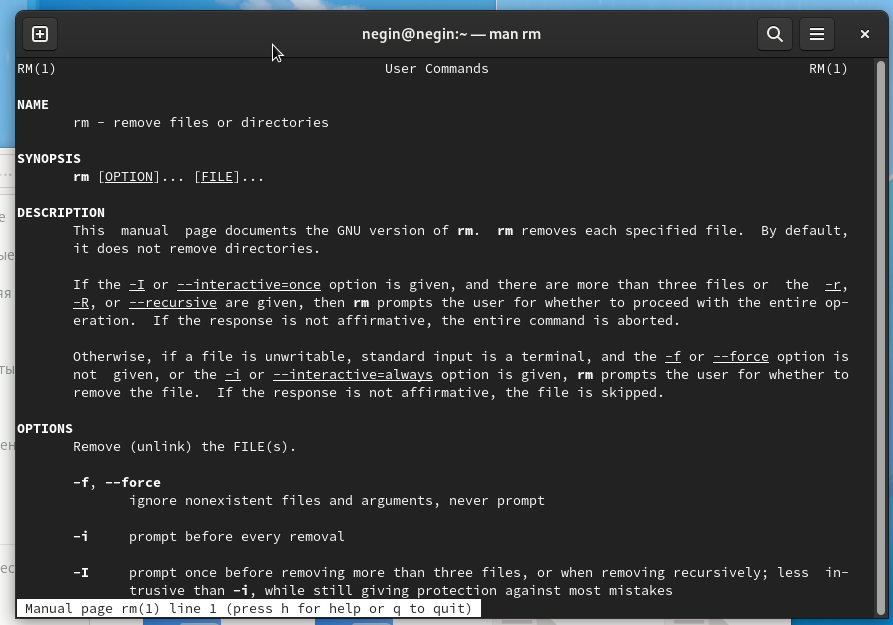 negin@negin:~ — man rm
RM(1) User Commands RM(1)
NAME
rm - remove files or directories
SYNOPSIS
rm [OPTION]... [FILE]...
DESCRIPTION
This manual page documents the GNU version of rm. rm removes each specified file. By default,
it does not remove directories.
If the -I or --interactive=once option is given, and there are more than three files or the -r,
-R, or --recursive are given, then rm prompts the user for whether to proceed with the entire op-
eration. If the response is not affirmative, the entire command is aborted.
Otherwise, if a file is unwritable, standard input is a terminal, and the -f or --force option is
not given, or the -i or --interactive=always option is given, rm prompts the user for whether to
remove the file. If the response is not affirmative, the file is skipped.
OPTIONS
Remove (unlink) the FILE(s).
-f, --force
ignore nonexistent files and arguments, never prompt
-i prompt before every removal
-I prompt once before removing more than three files, or when removing recursively; less in-
trusive than -i, while still giving protection against most mistakes
Manual page rm(1) line 1 (press h for help or q to quit)